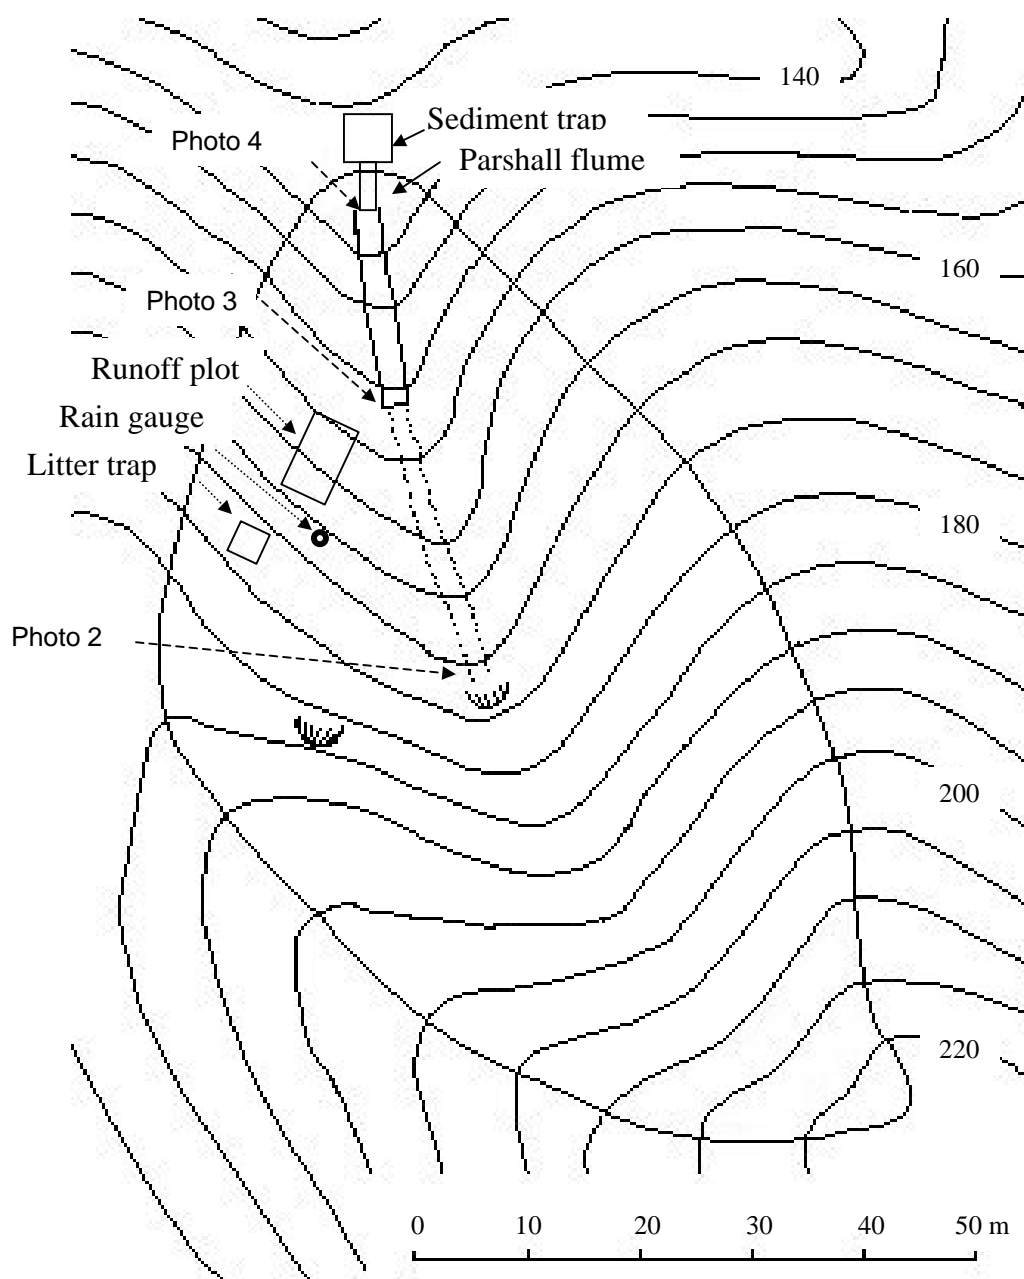 140
Sediment trap
Photo 4
Parshall flume
160
Photo 3
Runoff plot
Rain gauge
Litter trap
180
Photo 2
200
220
0 10 20 30 40 50 m